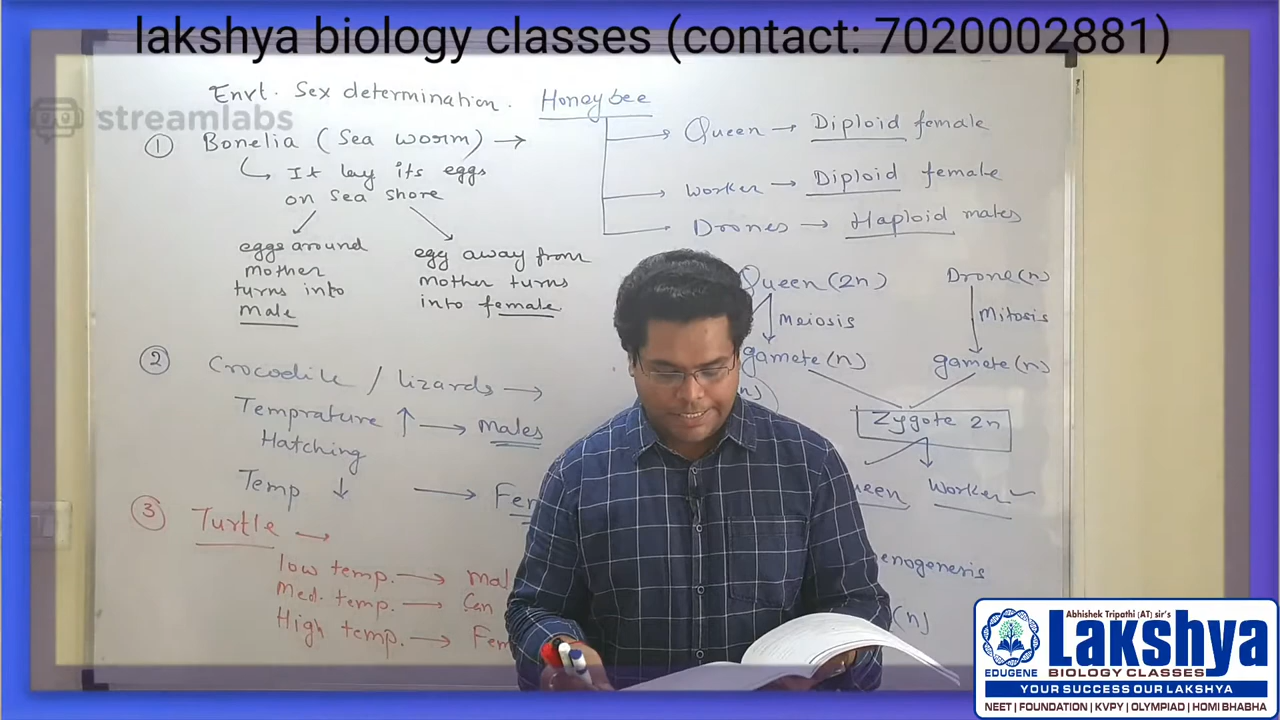 lakshya biology classes (contact: 7020002881)
streamlabs
Envt. Sex determination.
① Bonelia (Sea worm) →
It lay its eggs
on sea shore
eggs around
mother
turns into
male
egg away from
mother turns
into female
② Crocodile / lizards →
Temprature ↑ → males
Hatching
Temp ↓ → Fem
③ Turtle →
low temp. → mal
Med. temp. → Can
High temp. → Fem
Honeybee
Queen → Diploid female
Worker → Diploid female
Drones → Haploid males
Queen (2n)
Drone (n)
Meiosis
Mitosis
gamete (n)
gamete (n)
n)
Zygote 2n
ueen
Worker
enogenesis
(n)
Abhishek Tripathi (AT) sir's
Lakshya
EDUGENE
BIOLOGY CLASSES
YOUR SUCCESS OUR LAKSHYA
NEET | FOUNDATION | KVPY | OLYMPIAD | HOMI BHABHA